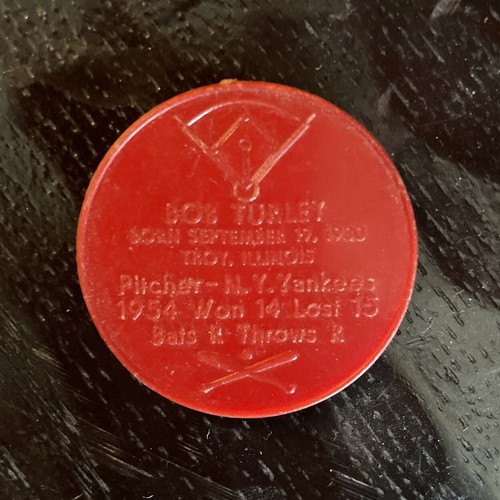 BOB TURLEY
BORN SEPTEMBER 19, 1930
TROY, ILLINOIS
Pitcher-N.Y. Yankees
1954 Won 14 Lost 15
Bats R Throws R